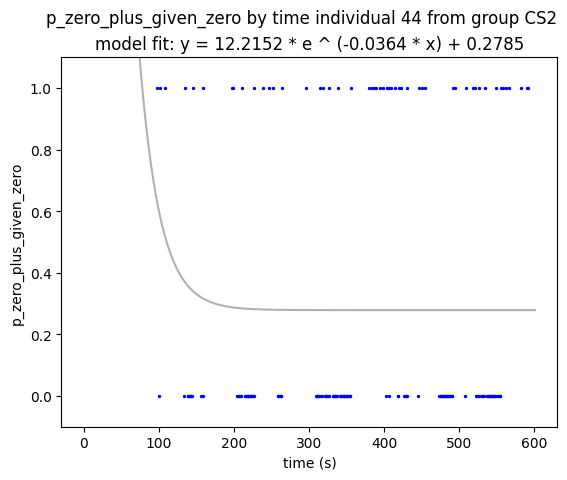 p_zero_plus_given_zero by time individual 44 from group CS2
model fit: y = 12.2152 * e ^ (-0.0364 * x) + 0.2785
1.0
0.8
0.6
0.4
0.2
0.0
p_zero_plus_given_zero
0 100 200 300 400 500 600
time (s)